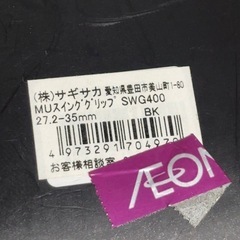 (株)サギサカ 愛知県豊田市美山町1-80
MUスインググリップ SWG400
27.2-35mm BK
4 973291 70497
お客様相談室
ÆON